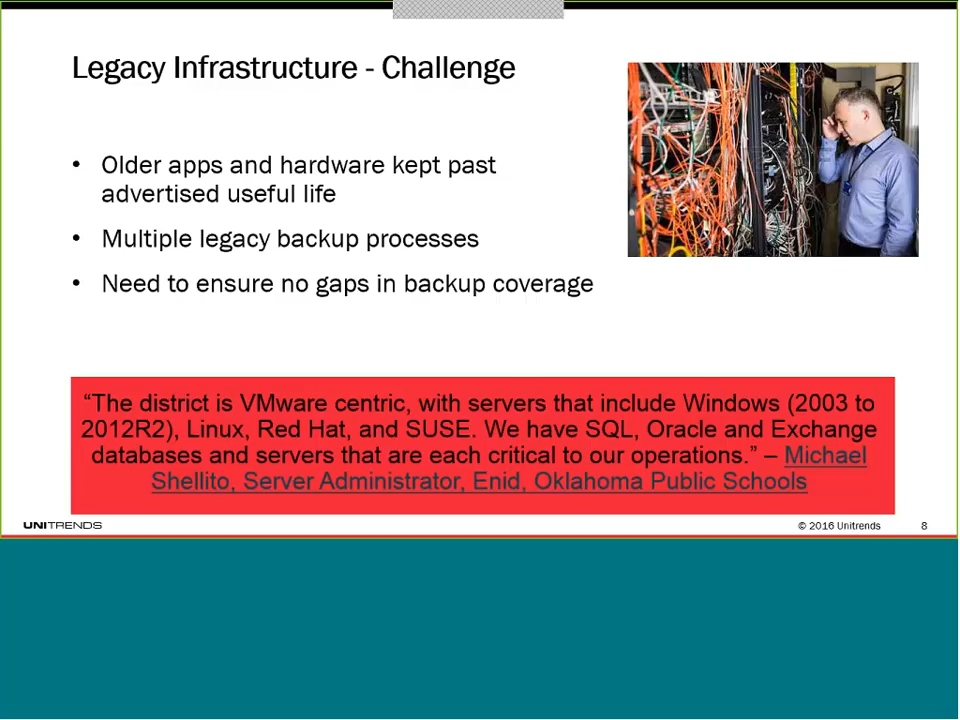 Legacy Infrastructure - Challenge
• Older apps and hardware kept past
advertised useful life
• Multiple legacy backup processes
• Need to ensure no gaps in backup coverage
“The district is VMware centric, with servers that include Windows (2003 to
2012R2), Linux, Red Hat, and SUSE. We have SQL, Oracle and Exchange
databases and servers that are each critical to our operations.” – Michael
Shellito, Server Administrator, Enid, Oklahoma Public Schools
UNITRENDS
© 2016 Unitrends
8